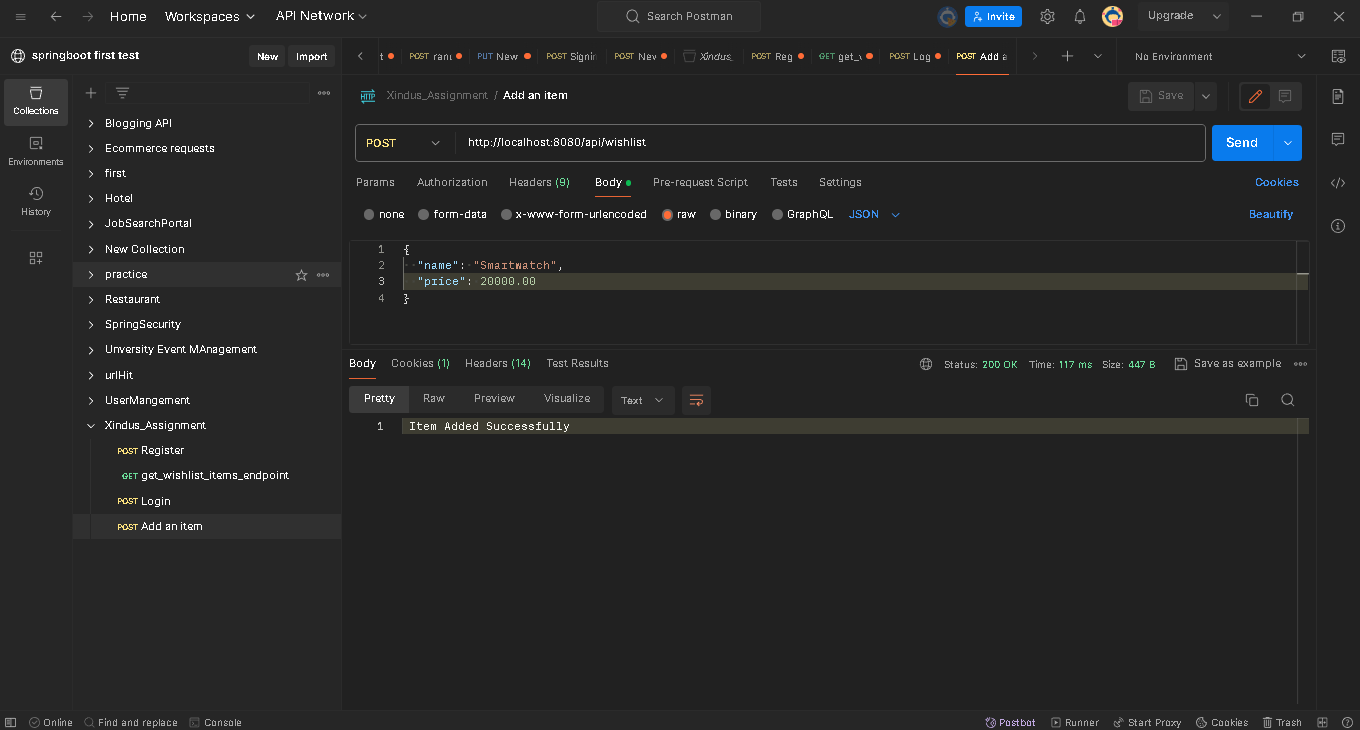 Home Workspaces API Network Search Postman Invite Upgrade
springboot first test New Import
POST POST New PUT New POST Signin POST Nev Xindus_ POST Reg GET get_v POST Log POST Add a No Environment
Collections
Environments
History
Blogging API
Ecommerce requests
first
Hotel
JobSearchPortal
New Collection
practice
Restaurant
SpringSecurity
Unversity Event MAnagement
urlHit
UserMangement
Xindus_Assignment
POST Register
GET get_wishlist_items_endpoint
POST Login
POST Add an item
HTTP Xindus_Assignment / Add an item Save
POST http://localhost:8080/api/wishlist Send
Params Authorization Headers (9) Body Pre-request Script Tests Settings Cookies
none form-data x-www-form-urlencoded raw binary GraphQL JSON Beautify
1 {
2 "name": "Smartwatch",
3 "price": 20000.00
4 }
Body Cookies (1) Headers (14) Test Results Status: 200 OK Time: 117 ms Size: 447 B Save as example
Pretty Raw Preview Visualize Text
1 Item Added Successfully
Online Find and replace Console Postbot Runner Start Proxy Cookies Trash